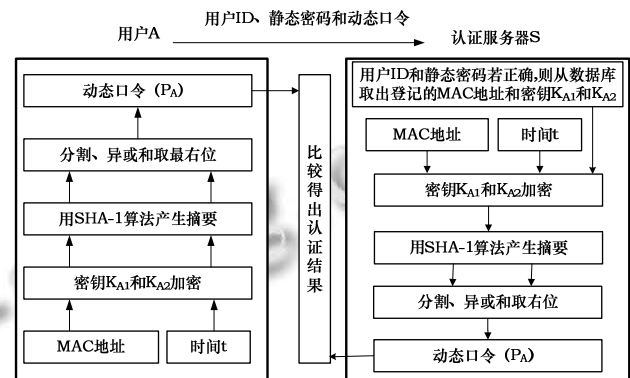 用户ID、静态密码和动态口令
用户A
认证服务器S
动态口令 (PA)
分割、异或和取最右位
用SHA-1算法产生摘要
密钥KA1和KA2加密
MAC地址
时间t
比较得出认证结果
用户ID和静态密码若正确,则从数据库
取出登记的MAC地址和密钥KA1和KA2
MAC地址
时间t
密钥KA1和KA2加密
用SHA-1算法产生摘要
分割、异或和取右位
动态口令 (PA)